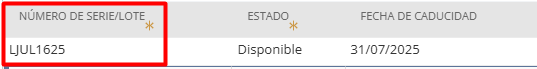 NÚMERO DE SERIE/LOTE * ESTADO * FECHA DE CADUCIDAD
LJUL1625 Disponible 31/07/2025